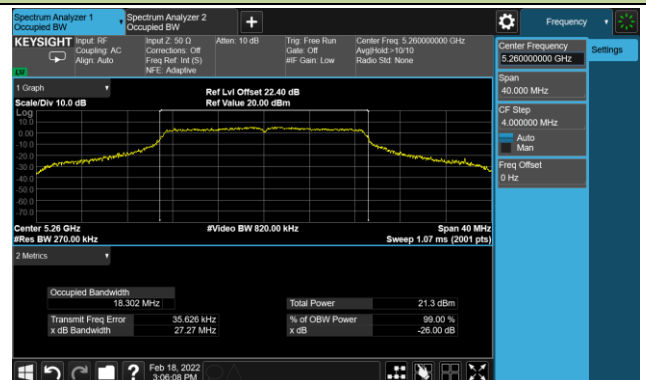 Spectrum Analyzer 1
Occupied BW
Spectrum Analyzer 2
Occupied BW
+
Frequency
KEYSIGHT
Input: RF
Coupling: AC
Align: Auto
Input Z: 50 Ω
Corrections: Off
Freq Ref: Int (S)
NFE: Adaptive
Atten: 10 dB
Trig: Free Run
Gate: Off
#IF Gain: Low
Center Freq: 5.260000000 GHz
Avg|Hold:>10/10
Radio Std: None
Center Frequency
5.260000000 GHz
Settings
Span
40.000 MHz
CF Step
4.000000 MHz
Auto
Man
Freq Offset
0 Hz
1 Graph
Scale/Div 10.0 dB
Ref Lvl Offset 22.40 dB
Ref Value 20.00 dBm
Log
10.0
0.00
-10.0
-20.0
-30.0
-40.0
-50.0
-60.0
-70.0
Center 5.26 GHz
#Res BW 270.00 kHz
#Video BW 820.00 kHz
Span 40 MHz
Sweep 1.07 ms (2001 pts)
2 Metrics
Occupied Bandwidth
18.302 MHz
Total Power 21.3 dBm
Transmit Freq Error 35.626 kHz
% of OBW Power 99.00 %
x dB Bandwidth 27.27 MHz
x dB -26.00 dB
?
Feb 18, 2022
3:06:08 PM